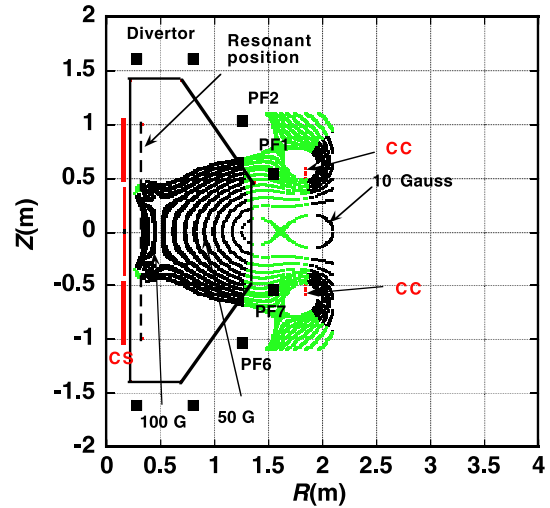 Divertor
Resonant
position
PF2
PF1
CC
10 Gauss
CC
PF7
PF6
CS
100 G
50 G
2
1.5
1
0.5
0
-0.5
-1
-1.5
-2
Z(m)
0
0.5
1
1.5
2
2.5
3
3.5
4
R(m)